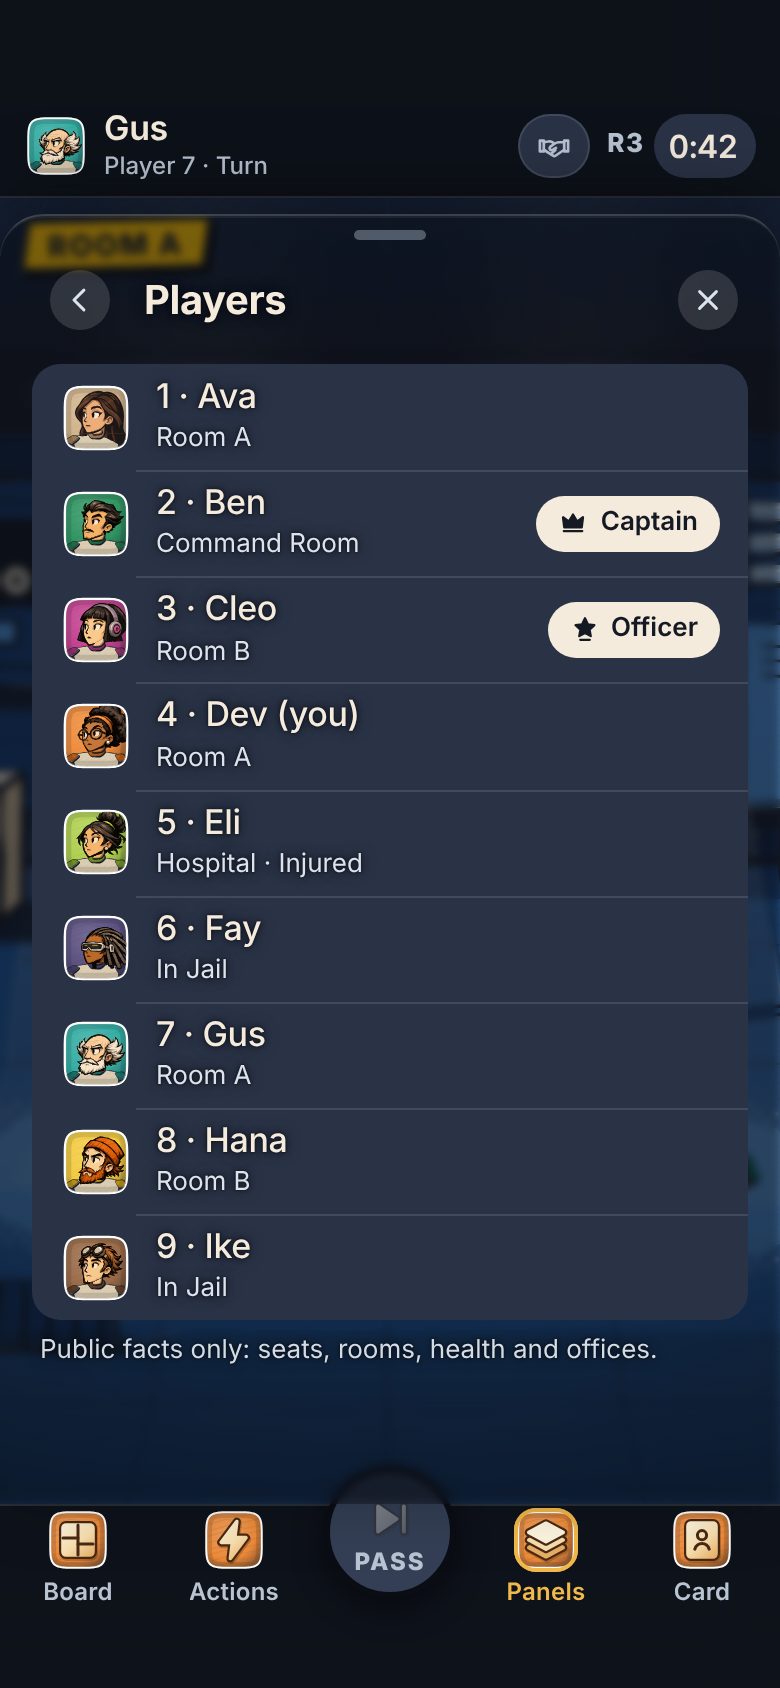 Gus
Player 7 · Turn
R3
0:42
ROOM A
Players
1 · Ava
Room A
2 · Ben
Command Room
Captain
3 · Cleo
Room B
Officer
4 · Dev (you)
Room A
5 · Eli
Hospital · Injured
6 · Fay
In Jail
7 · Gus
Room A
8 · Hana
Room B
9 · Ike
In Jail
Public facts only: seats, rooms, health and offices.
PASS
Board
Actions
Panels
Card